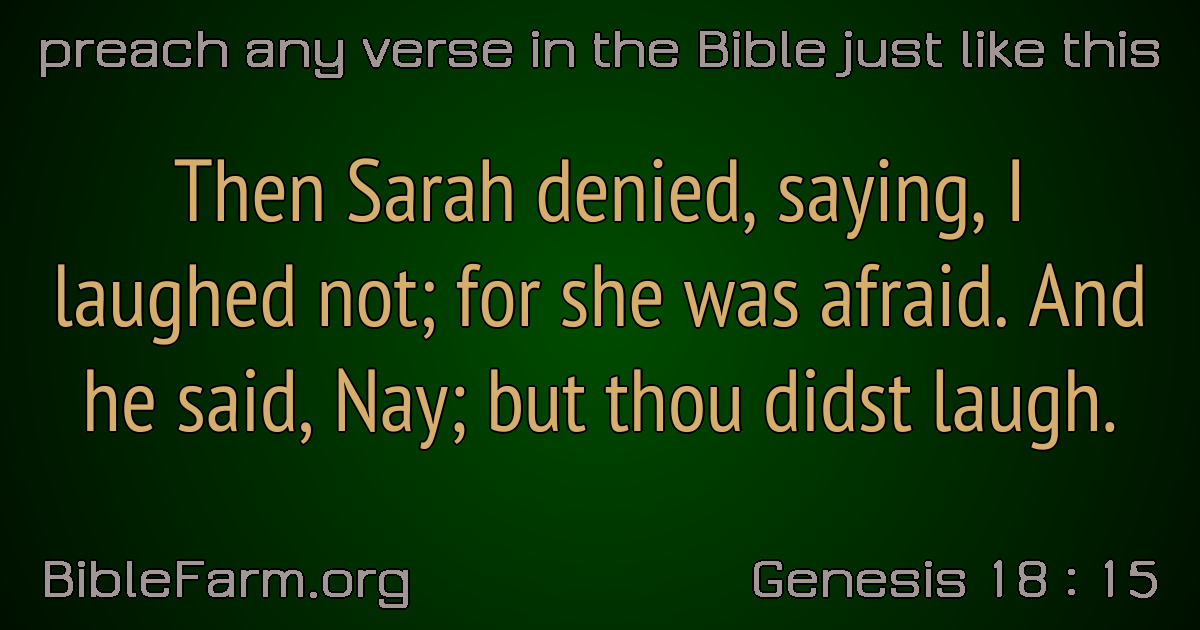 preach any verse in the Bible just like this
Then Sarah denied, saying, I
laughed not; for she was afraid. And
he said, Nay; but thou didst laugh.
BibleFarm.org
Genesis 18 : 15